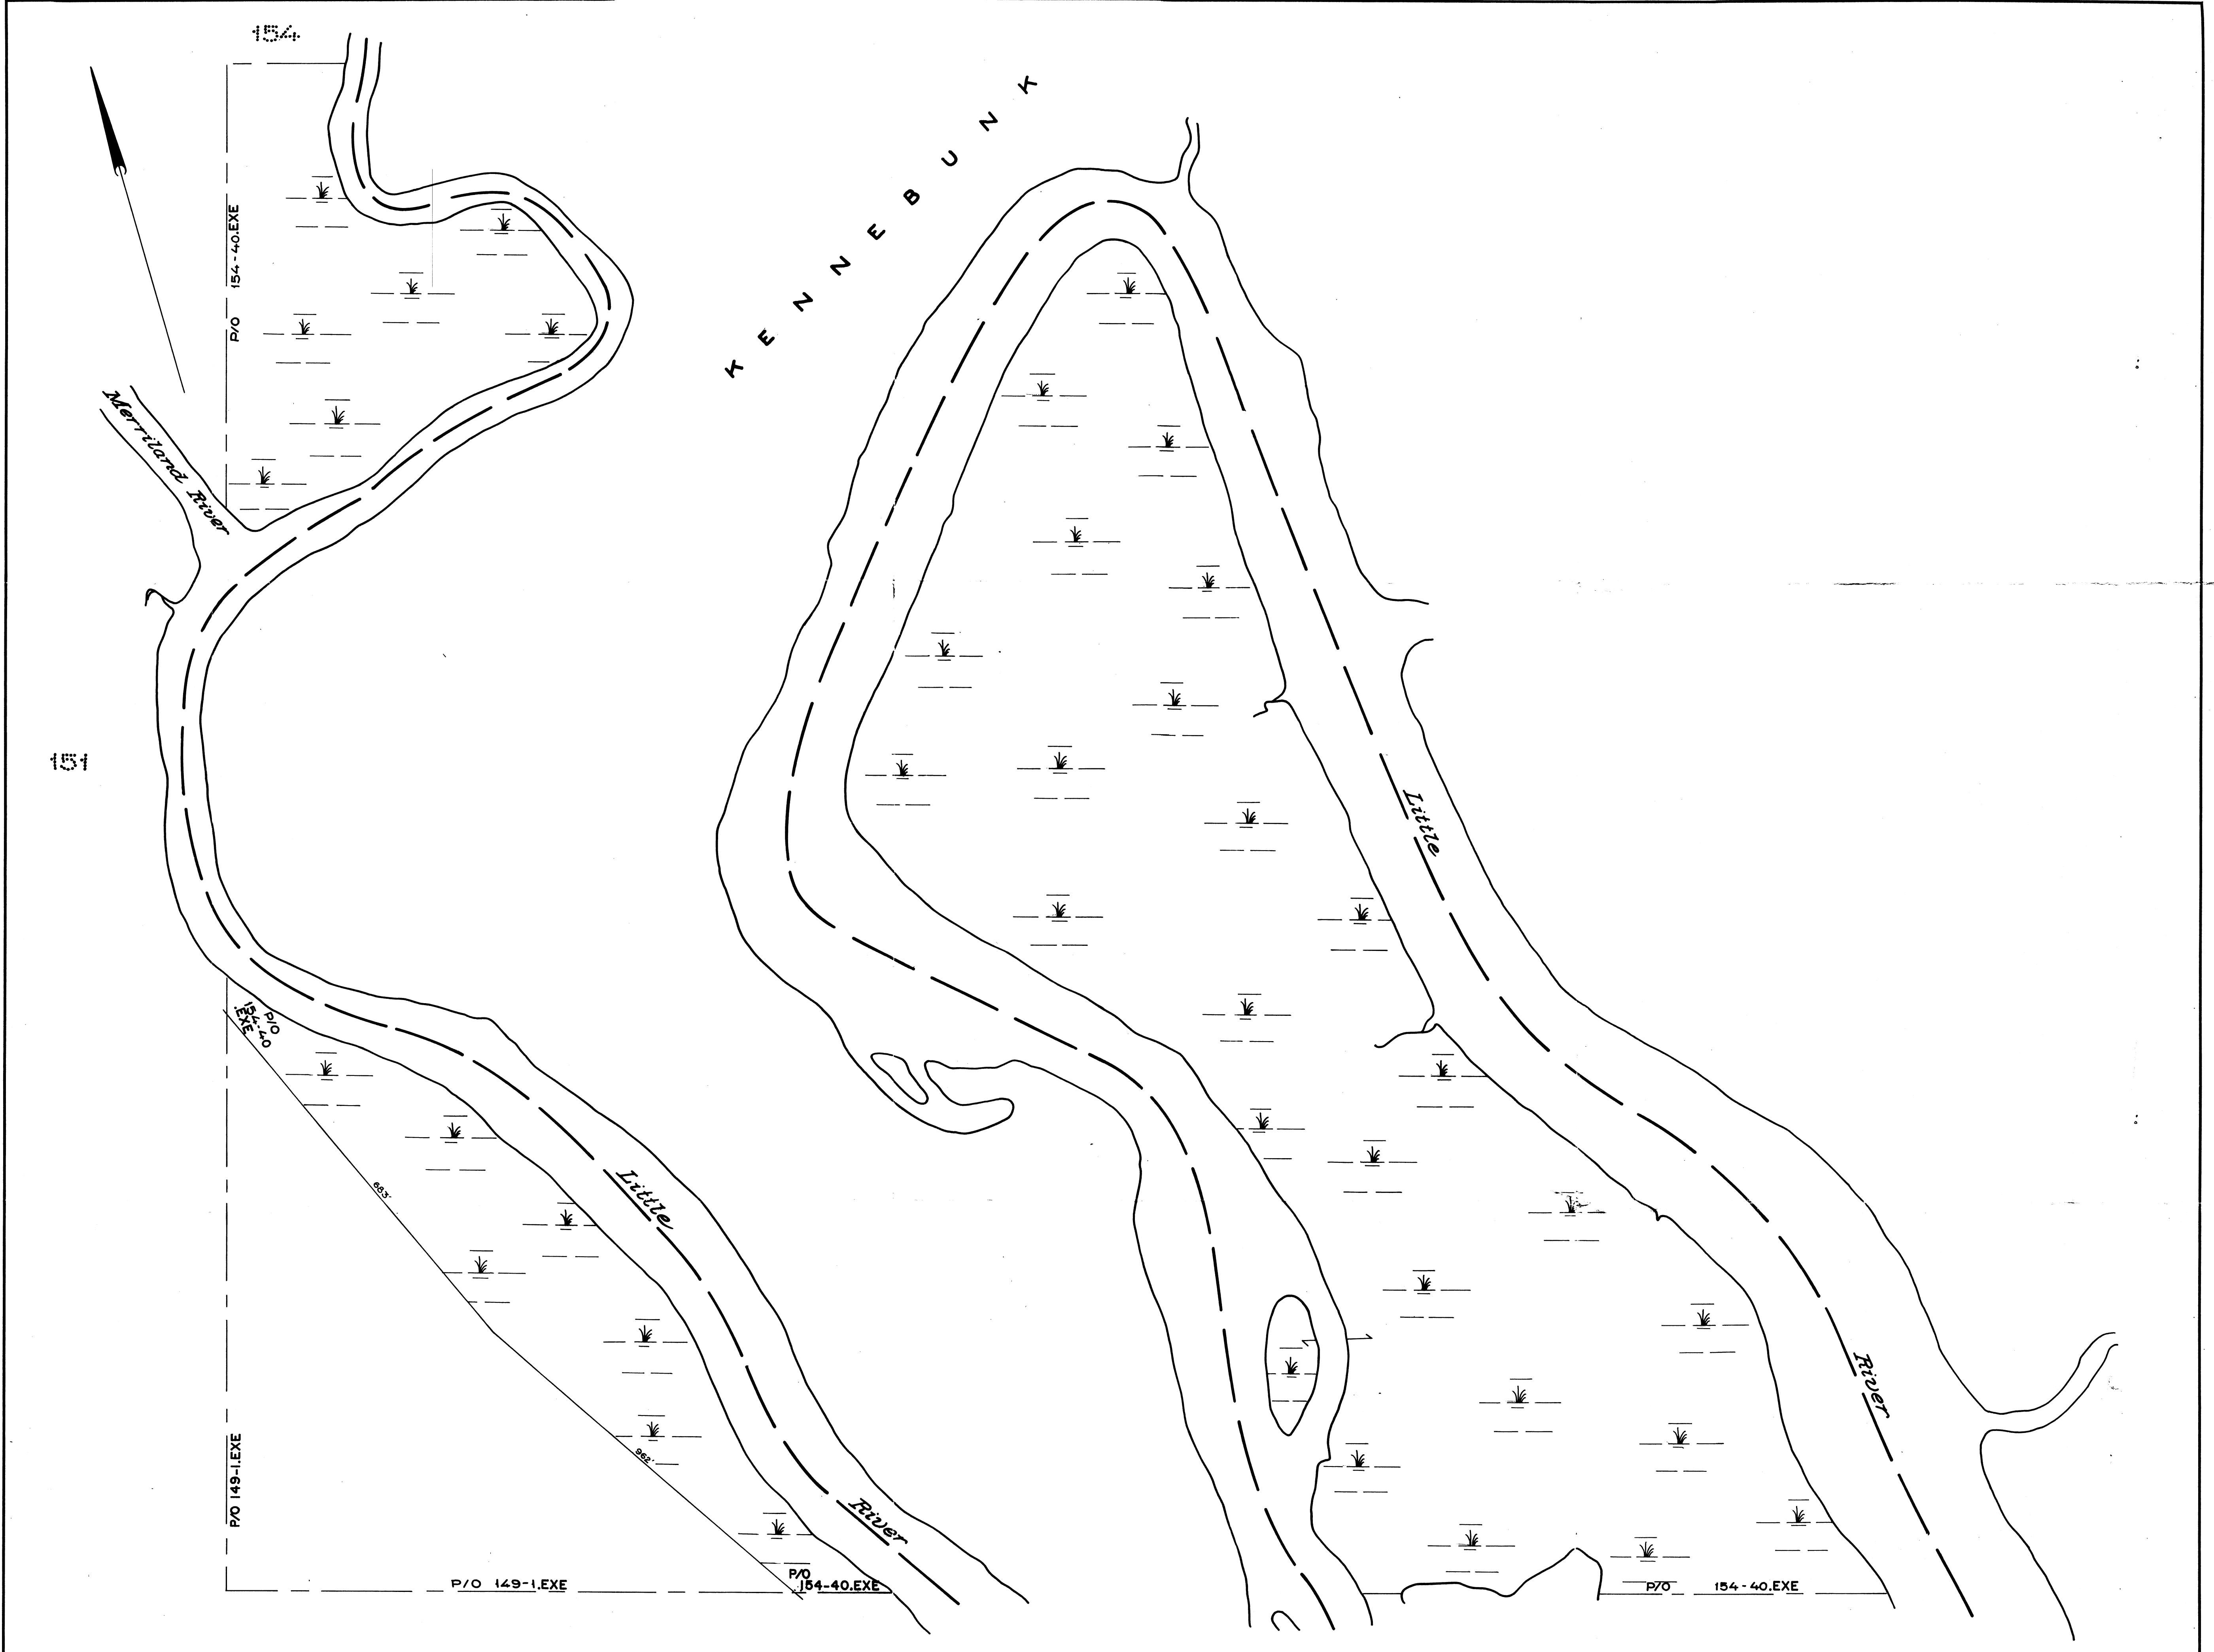 154
KENNEBUNK
P/O 154-40.EXE
Merriland River
151
Little
P/O
154-40
.EXE
683'
Little
River
962'
River
P/O 149-1.EXE
P/O 149-1.EXE
P/O
154-40.EXE
P/O 154-40.EXE